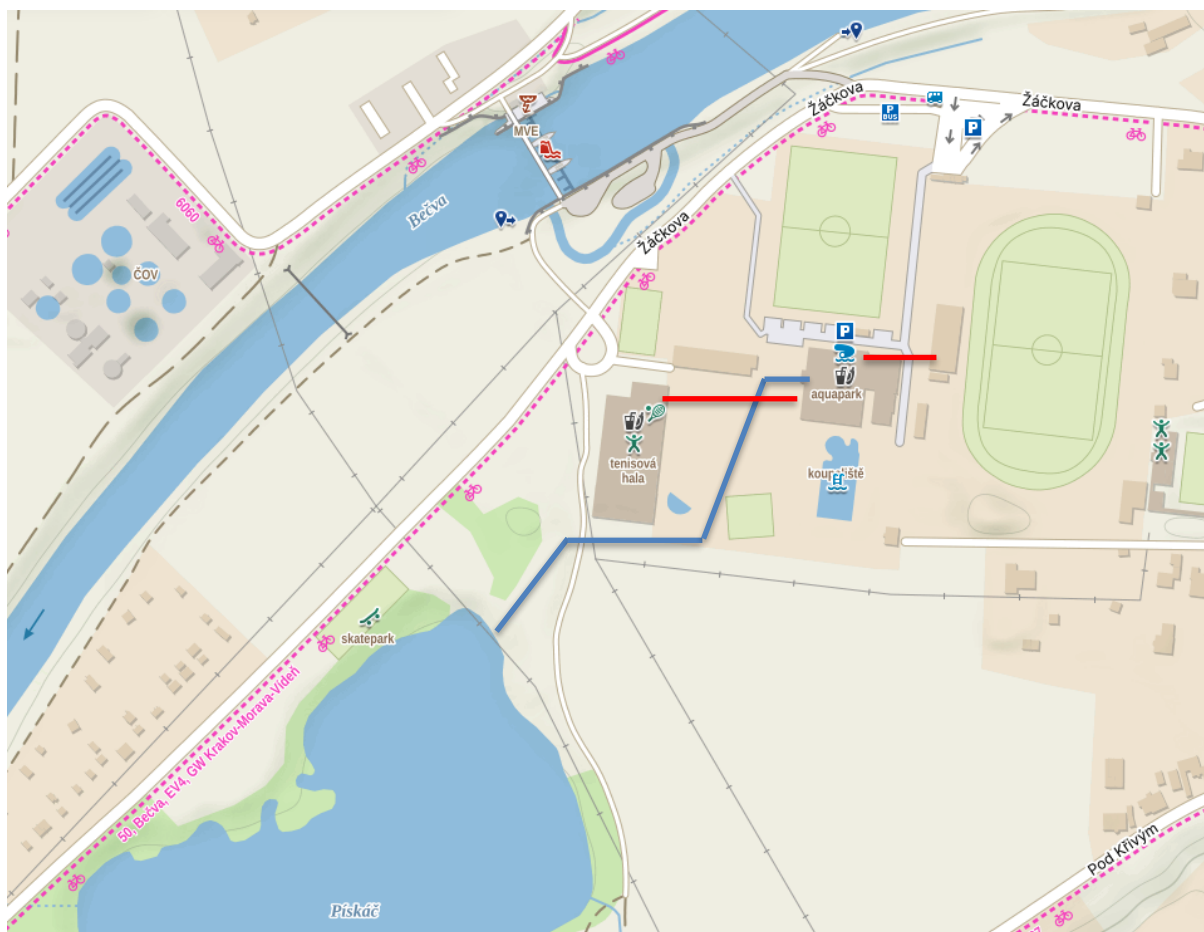 MVE
Žáčkova
Žáčkova
P
BUS
P
Bečva
6060
ČOV
Žáčkova
P
aquapark
tenisová
hala
koupaliště
skatepark
50, Bečva, EV4, GW Krakov-Morava-Vídeň
Pod Křivým
Pískáč